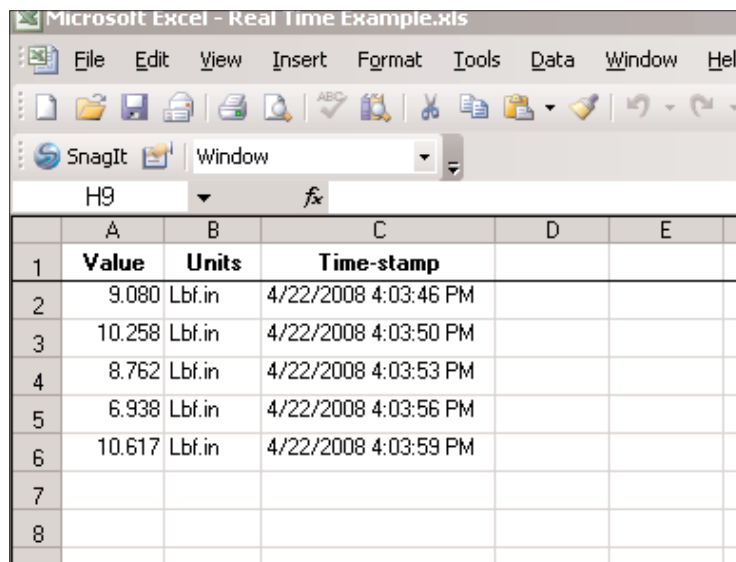 Microsoft Excel - Real Time Example.xls
File Edit View Insert Format Tools Data Window Hel
ABC
SnagIt Window
H9 fx
A B C D E
1 Value Units Time-stamp
2 9.080 Lbf.in 4/22/2008 4:03:46 PM
3 10.258 Lbf.in 4/22/2008 4:03:50 PM
4 8.762 Lbf.in 4/22/2008 4:03:53 PM
5 6.938 Lbf.in 4/22/2008 4:03:56 PM
6 10.617 Lbf.in 4/22/2008 4:03:59 PM
7
8